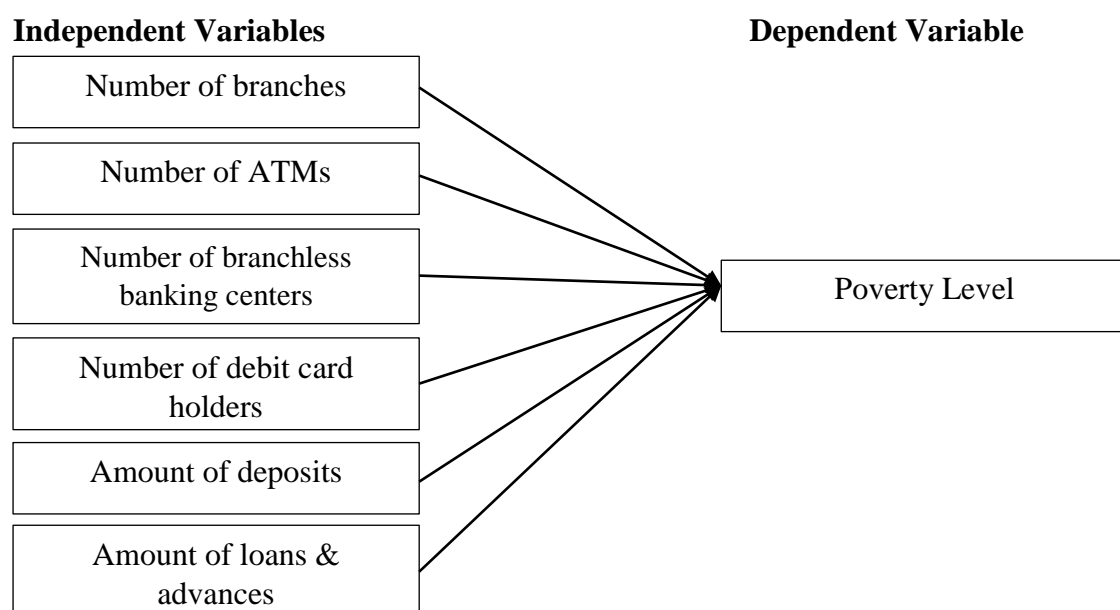 Independent Variables
Dependent Variable
Number of branches
Number of ATMs
Number of branchless
banking centers
Number of debit card
holders
Amount of deposits
Amount of loans &
advances
Poverty Level